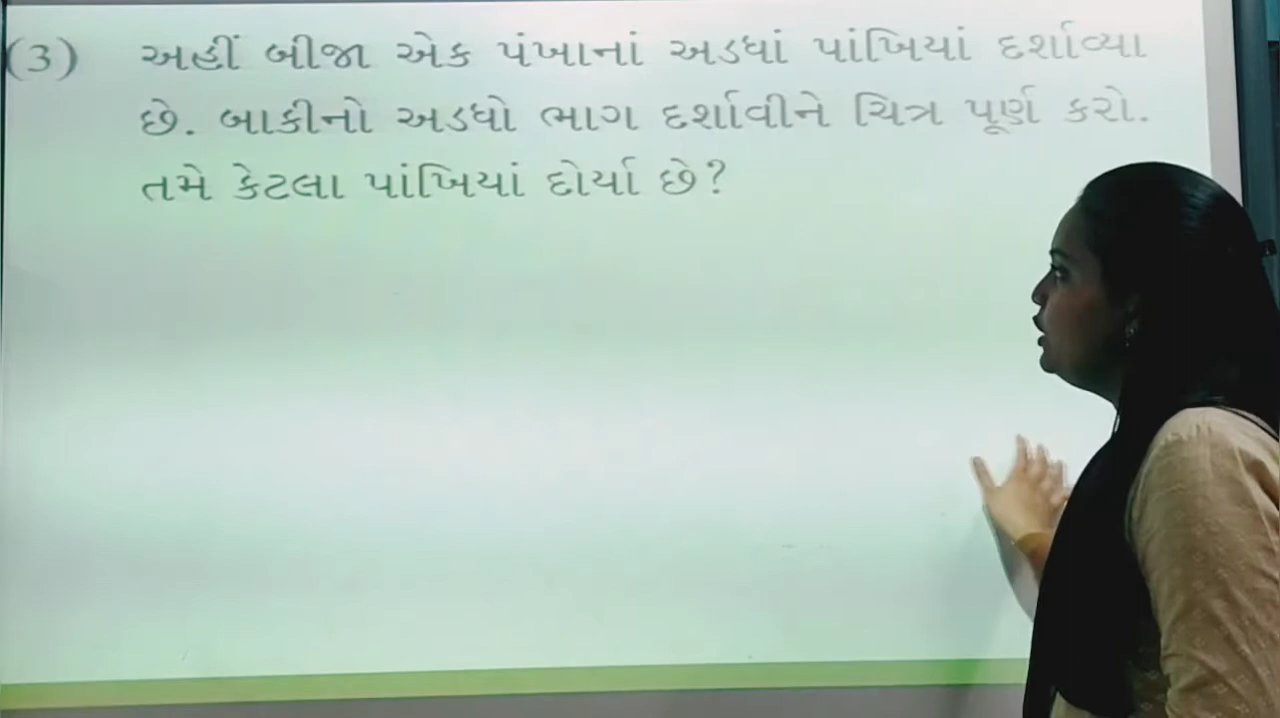 (3) અહીં બીજા એક પંખાનાં અડધાં પાંખિયાં દર્શાવ્યા
છે. બાકીનો અડધો ભાગ દર્શાવીને ચિત્ર પૂર્ણ કરો.
તમે કેટલા પાંખિયાં દોર્યા છે?